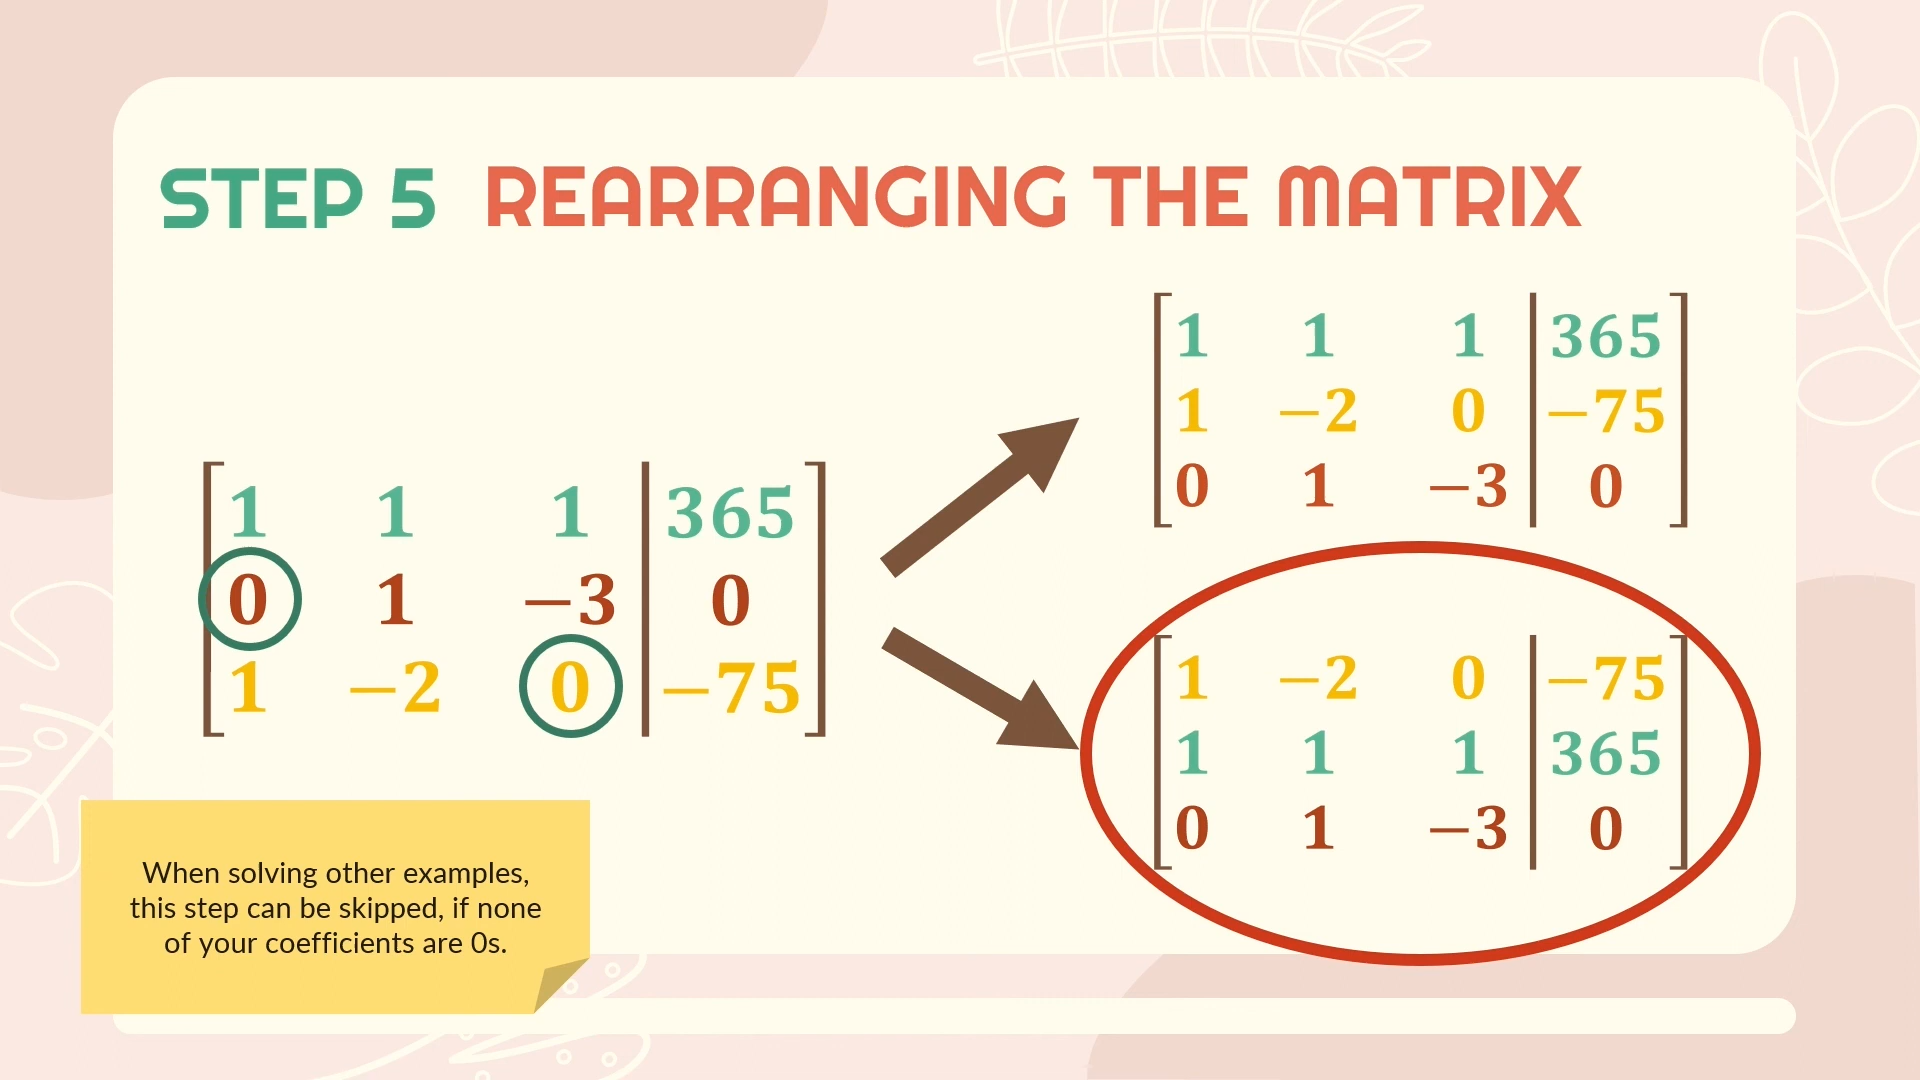 STEP 5 REARRANGING THE MATRIX
1 1 1 365
0 1 −3 0
1 −2 0 −75
1 1 1 365
1 −2 0 −75
0 1 −3 0
1 −2 0 −75
1 1 1 365
0 1 −3 0
When solving other examples,
this step can be skipped, if none
of your coefficients are 0s.